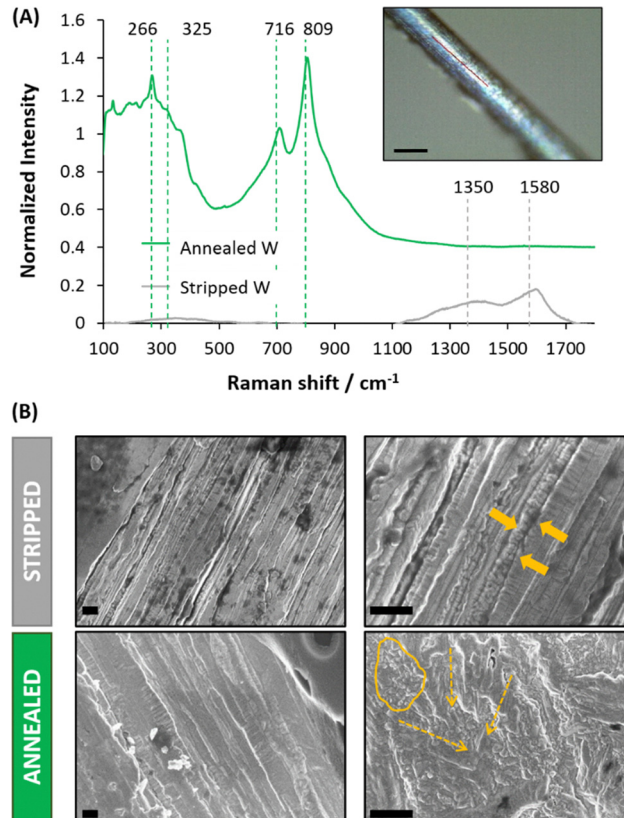 (A)
266 325 716 809
1.6
1.4
1.2
1
0.8
0.6
0.4
0.2
0
Normalized Intensity
1350 1580
Annealed W
Stripped W
100 300 500 700 900 1100 1300 1500 1700
Raman shift / cm⁻¹
(B)
STRIPPED
ANNEALED